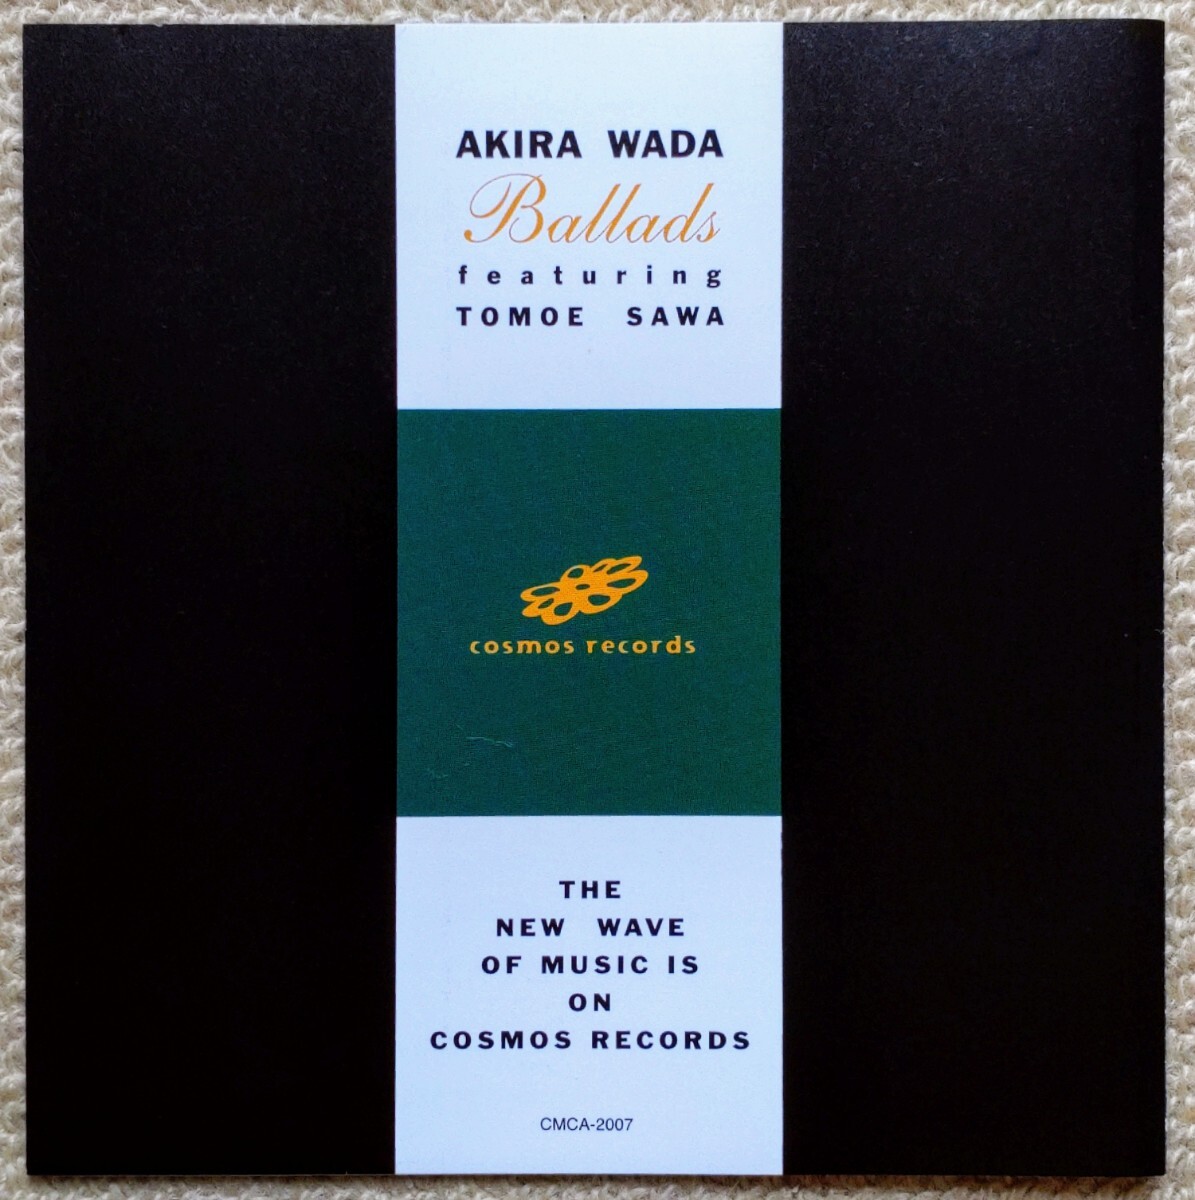 AKIRA WADA
Ballads
featuring
TOMOE SAWA
cosmos records
THE
NEW WAVE
OF MUSIC IS
ON
COSMOS RECORDS
CMCA-2007